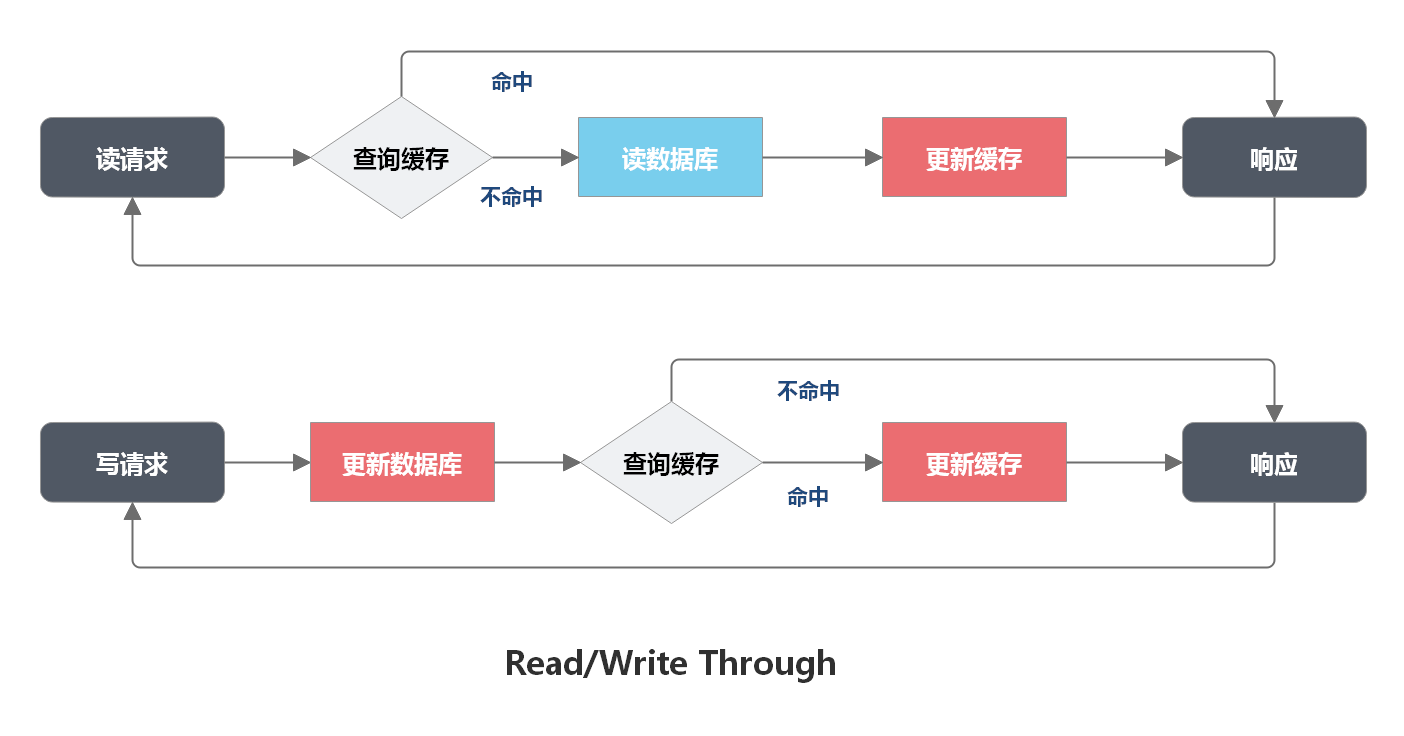 命中
读请求
查询缓存
读数据库
更新缓存
响应
不命中
不命中
写请求
更新数据库
查询缓存
更新缓存
响应
命中
Read/Write Through